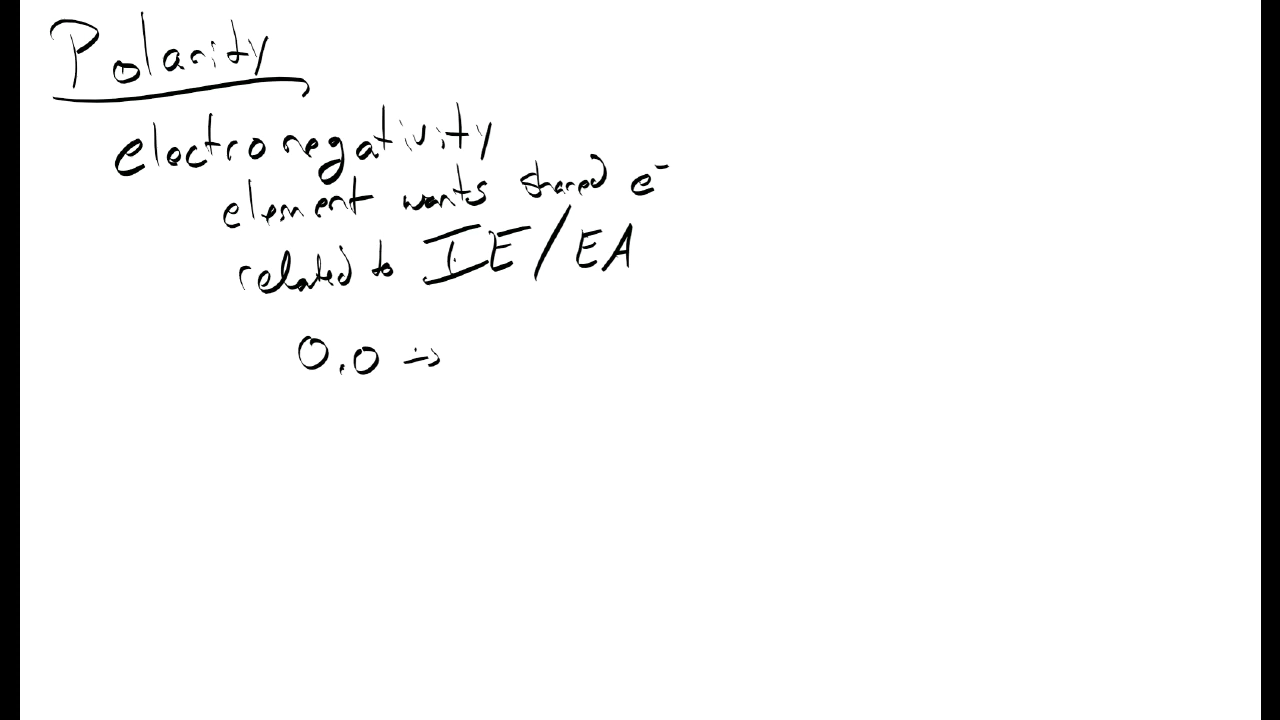 Polarity
electronegativity
element wants shared e⁻
related to IE/EA
0.0 →